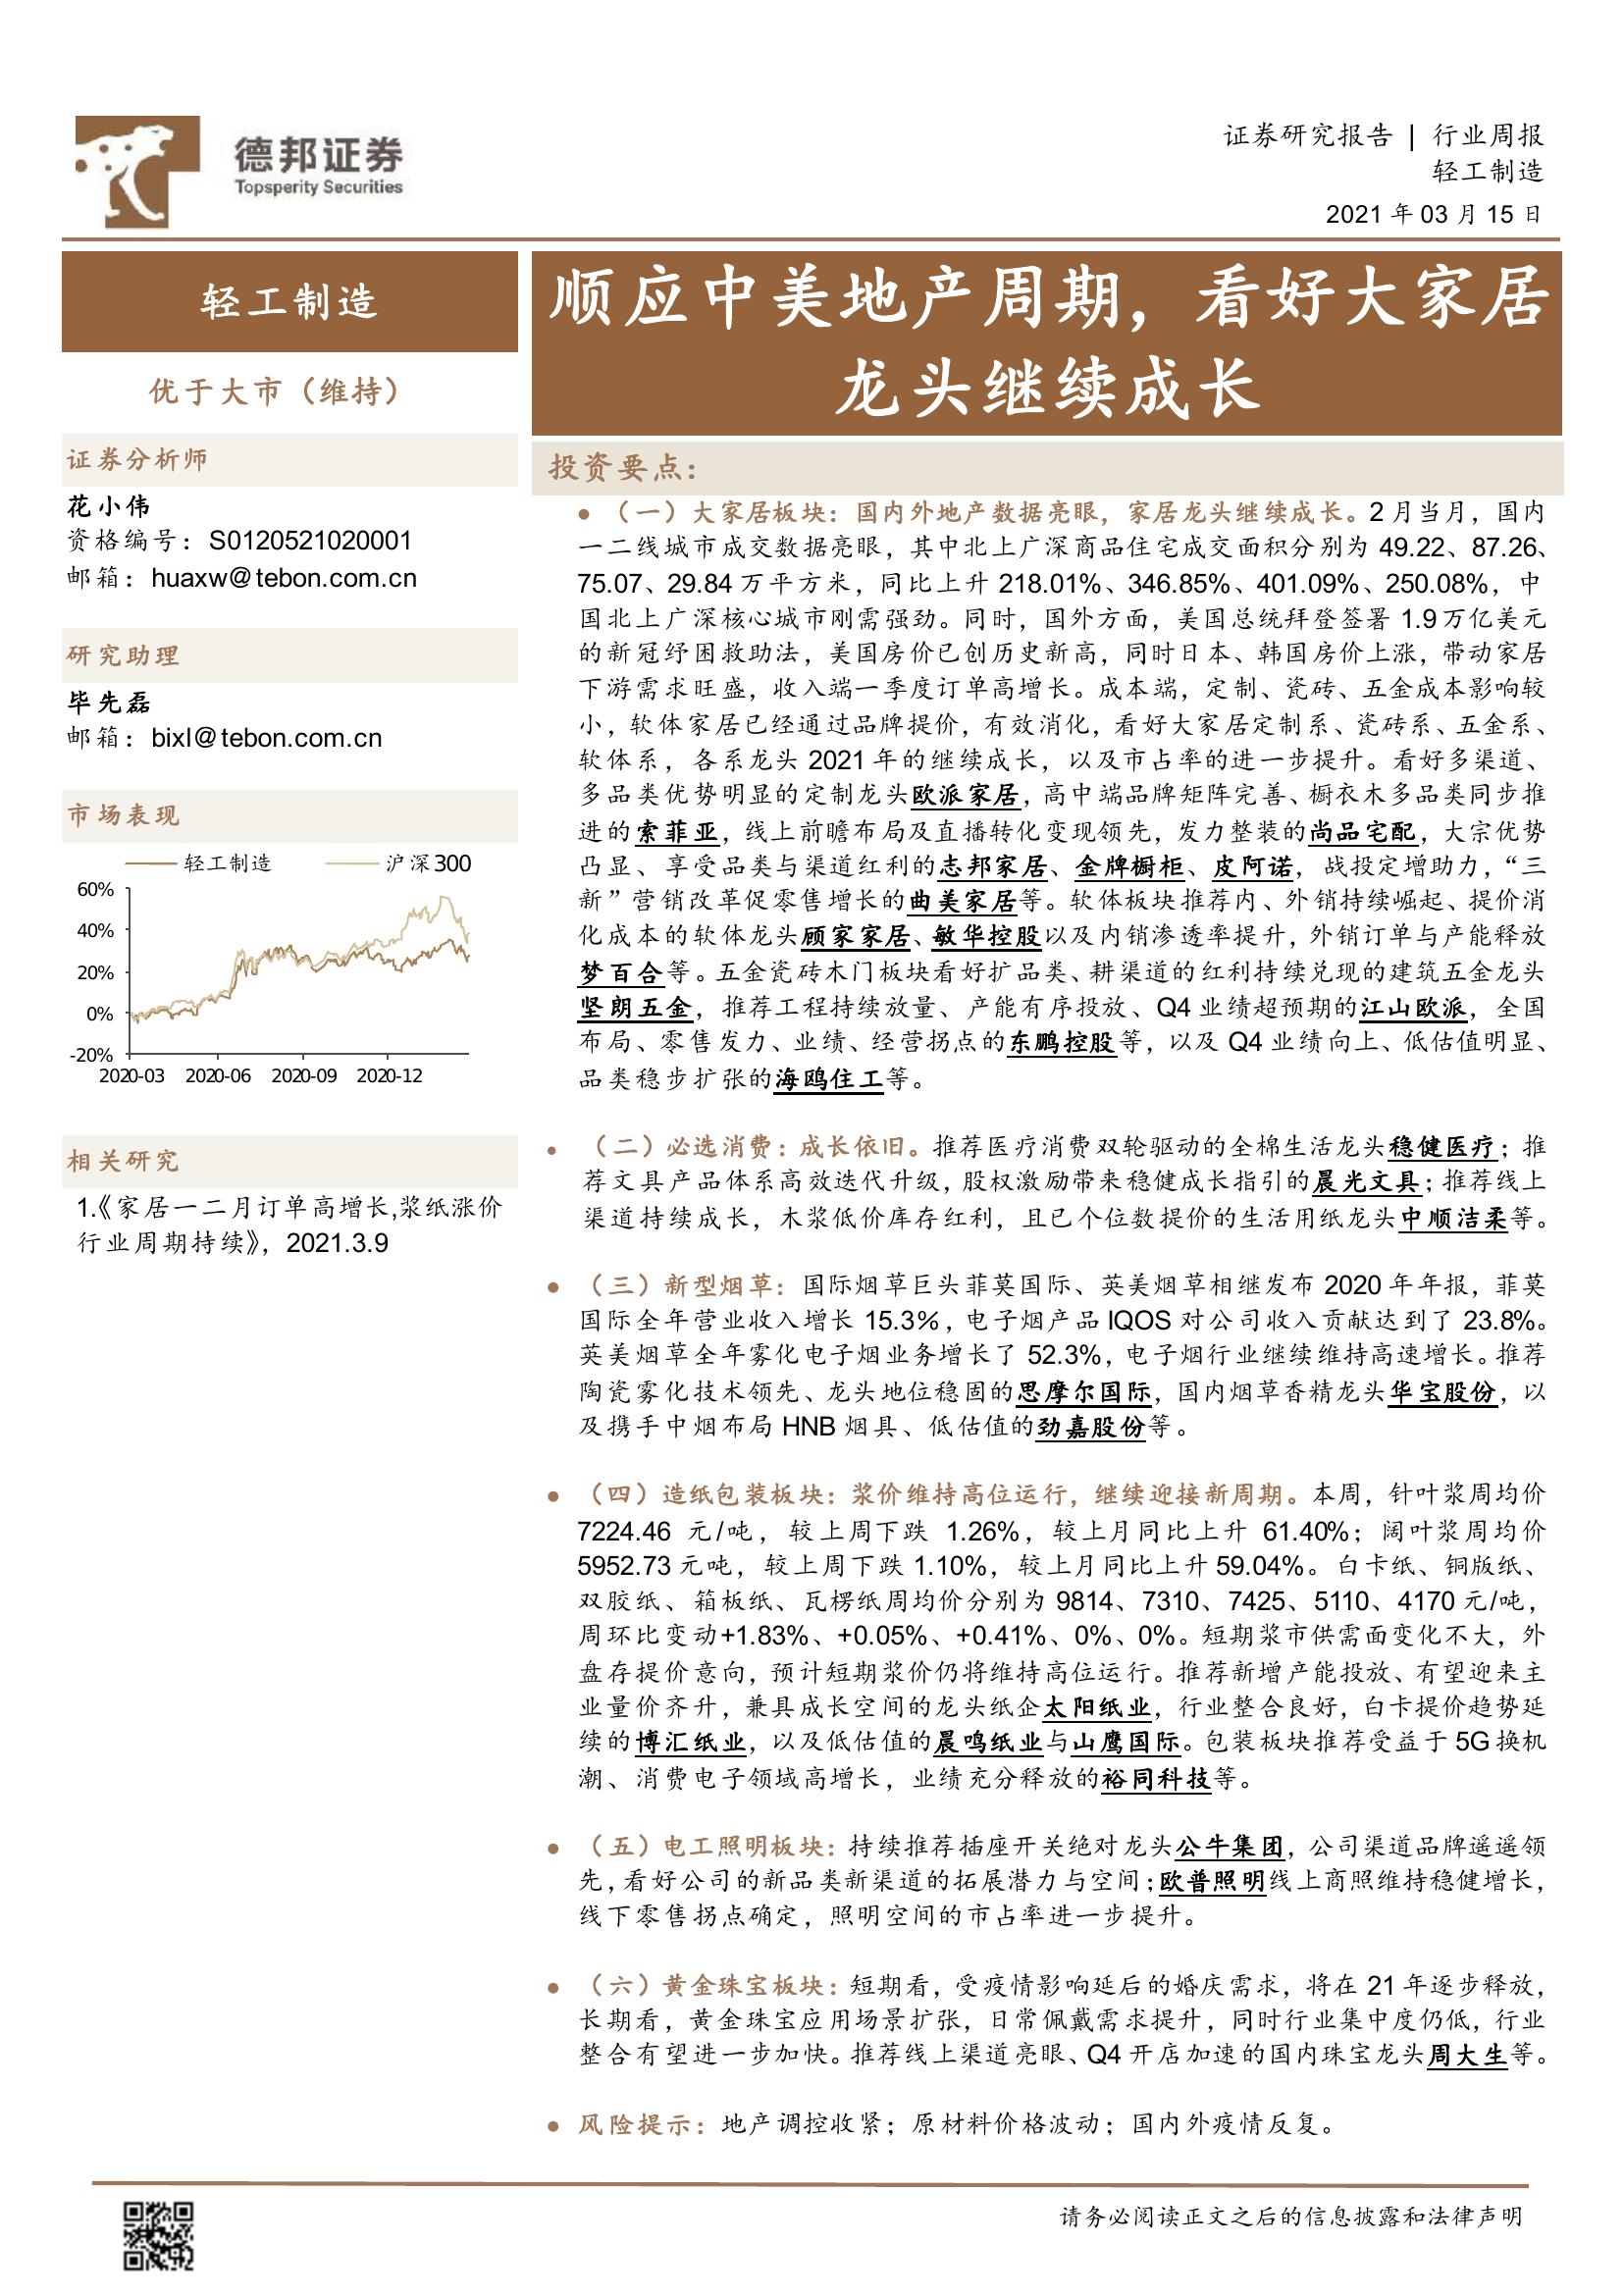 德邦证券
Topsperity Securities
证券研究报告 | 行业周报
轻工制造
2021 年 03 月 15 日
轻工制造
优于大市（维持）
证券分析师
花小伟
资格编号：S0120521020001
邮箱：huaxw@tebon.com.cn
研究助理
毕先磊
邮箱：bixl@tebon.com.cn
市场表现
轻工制造 沪深300
60%
40%
20%
0%
-20%
2020-03 2020-06 2020-09 2020-12
相关研究
1.《家居一二月订单高增长,浆纸涨价
行业周期持续》，2021.3.9
顺应中美地产周期，看好大家居
龙头继续成长
投资要点：
● （一）大家居板块：国内外地产数据亮眼，家居龙头继续成长。2 月当月，国内
一二线城市成交数据亮眼，其中北上广深商品住宅成交面积分别为 49.22、87.26、
75.07、29.84 万平方米，同比上升 218.01%、346.85%、401.09%、250.08%，中
国北上广深核心城市刚需强劲。同时，国外方面，美国总统拜登签署 1.9 万亿美元
的新冠纾困救助法，美国房价已创历史新高，同时日本、韩国房价上涨，带动家居
下游需求旺盛，收入端一季度订单高增长。成本端，定制、瓷砖、五金成本影响较
小，软体家居已经通过品牌提价，有效消化，看好大家居定制系、瓷砖系、五金系、
软体系，各系龙头 2021 年的继续成长，以及市占率的进一步提升。看好多渠道、
多品类优势明显的定制龙头欧派家居，高中端品牌矩阵完善、橱衣木多品类同步推
进的索菲亚，线上前瞻布局及直播转化变现领先，发力整装的尚品宅配，大宗优势
凸显、享受品类与渠道红利的志邦家居、金牌橱柜、皮阿诺，战投定增助力，“三
新”营销改革促零售增长的曲美家居等。软体板块推荐内、外销持续崛起、提价消
化成本的软体龙头顾家家居、敏华控股以及内销渗透率提升，外销订单与产能释放
梦百合等。五金瓷砖木门板块看好扩品类、耕渠道的红利持续兑现的建筑五金龙头
坚朗五金，推荐工程持续放量、产能有序投放、Q4 业绩超预期的江山欧派，全国
布局、零售发力、业绩、经营拐点的东鹏控股等，以及 Q4 业绩向上、低估值明显、
品类稳步扩张的海鸥住工等。
● （二）必选消费：成长依旧。推荐医疗消费双轮驱动的全棉生活龙头稳健医疗；推
荐文具产品体系高效迭代升级，股权激励带来稳健成长指引的晨光文具；推荐线上
渠道持续成长，木浆低价库存红利，且已个位数提价的生活用纸龙头中顺洁柔等。
● （三）新型烟草：国际烟草巨头菲莫国际、英美烟草相继发布 2020 年年报，菲莫
国际全年营业收入增长 15.3%，电子烟产品 IQOS 对公司收入贡献达到了 23.8%。
英美烟草全年雾化电子烟业务增长了 52.3%，电子烟行业继续维持高速增长。推荐
陶瓷雾化技术领先、龙头地位稳固的思摩尔国际，国内烟草香精龙头华宝股份，以
及携手中烟布局 HNB 烟具、低估值的劲嘉股份等。
● （四）造纸包装板块：浆价维持高位运行，继续迎接新周期。本周，针叶浆周均价
7224.46 元/吨，较上周下跌 1.26%，较上月同比上升 61.40%；阔叶浆周均价
5952.73 元吨，较上周下跌 1.10%，较上月同比上升 59.04%。白卡纸、铜版纸、
双胶纸、箱板纸、瓦楞纸周均价分别为 9814、7310、7425、5110、4170 元/吨，
周环比变动+1.83%、+0.05%、+0.41%、0%、0%。短期浆市供需面变化不大，外
盘存提价意向，预计短期浆价仍将维持高位运行。推荐新增产能投放、有望迎来主
业量价齐升，兼具成长空间的龙头纸企太阳纸业，行业整合良好，白卡提价趋势延
续的博汇纸业，以及低估值的晨鸣纸业与山鹰国际。包装板块推荐受益于 5G 换机
潮、消费电子领域高增长，业绩充分释放的裕同科技等。
● （五）电工照明板块：持续推荐插座开关绝对龙头公牛集团，公司渠道品牌遥遥领
先，看好公司的新品类新渠道的拓展潜力与空间；欧普照明线上商照维持稳健增长，
线下零售拐点确定，照明空间的市占率进一步提升。
● （六）黄金珠宝板块：短期看，受疫情影响延后的婚庆需求，将在 21 年逐步释放，
长期看，黄金珠宝应用场景扩张，日常佩戴需求提升，同时行业集中度仍低，行业
整合有望进一步加快。推荐线上渠道亮眼、Q4 开店加速的国内珠宝龙头周大生等。
● 风险提示：地产调控收紧；原材料价格波动；国内外疫情反复。
请务必阅读正文之后的信息披露和法律声明